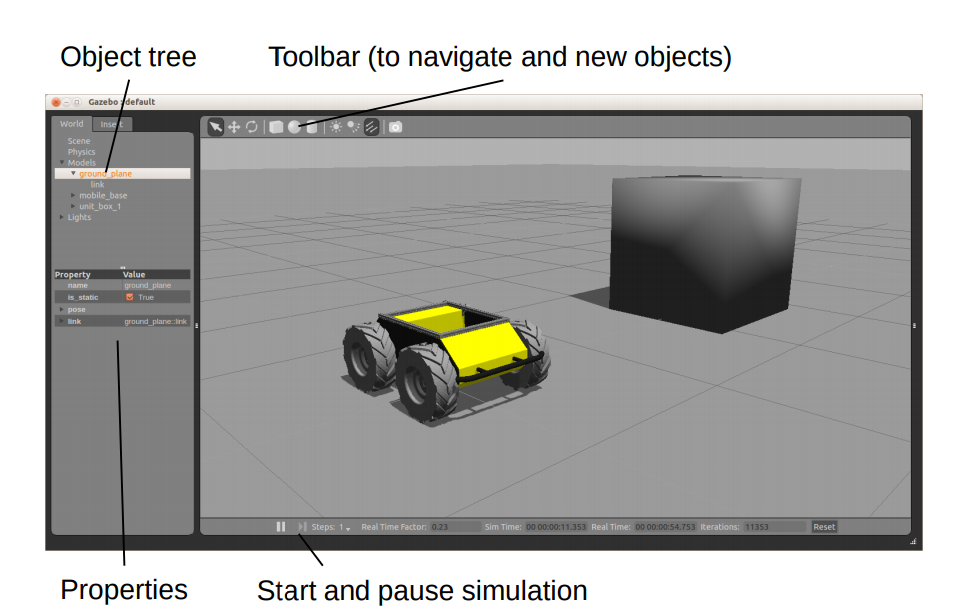 Object tree
Toolbar (to navigate and new objects)
Gazebo : default
World
Insert
Scene
Physics
Models
ground_plane
link
mobile_base
unit_box_1
Lights
Property Value
name ground_plane
is_static True
pose
link ground_plane::link
Steps: 1 Real Time Factor: 0.23 Sim Time: 00 00:00:11.353 Real Time: 00 00:00:54.753 Iterations: 11353 Reset
Properties
Start and pause simulation